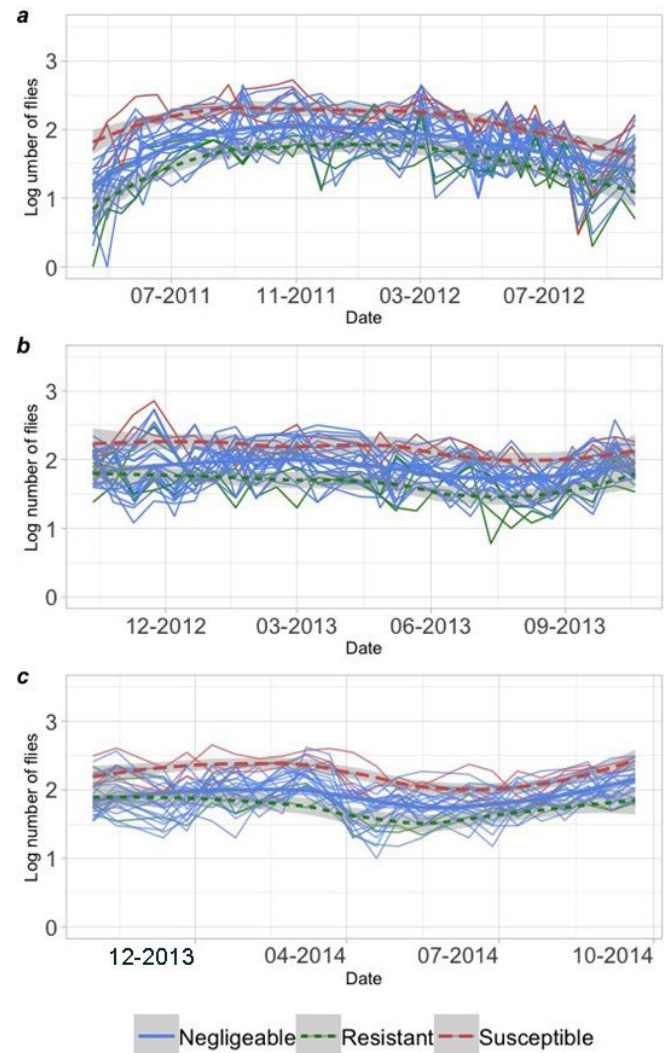 a
Log umber of flies
3
2
1
0
07-2011 11-2011 03-2012 07-2012
Date
b
Log number of flies
3
2
1
0
12-2012 03-2013 06-2013 09-2013
Date
c
Log number of flies
3
2
1
0
12-2013 04-2014 07-2014 10-2014
Date
Negligeable Resistant Susceptible